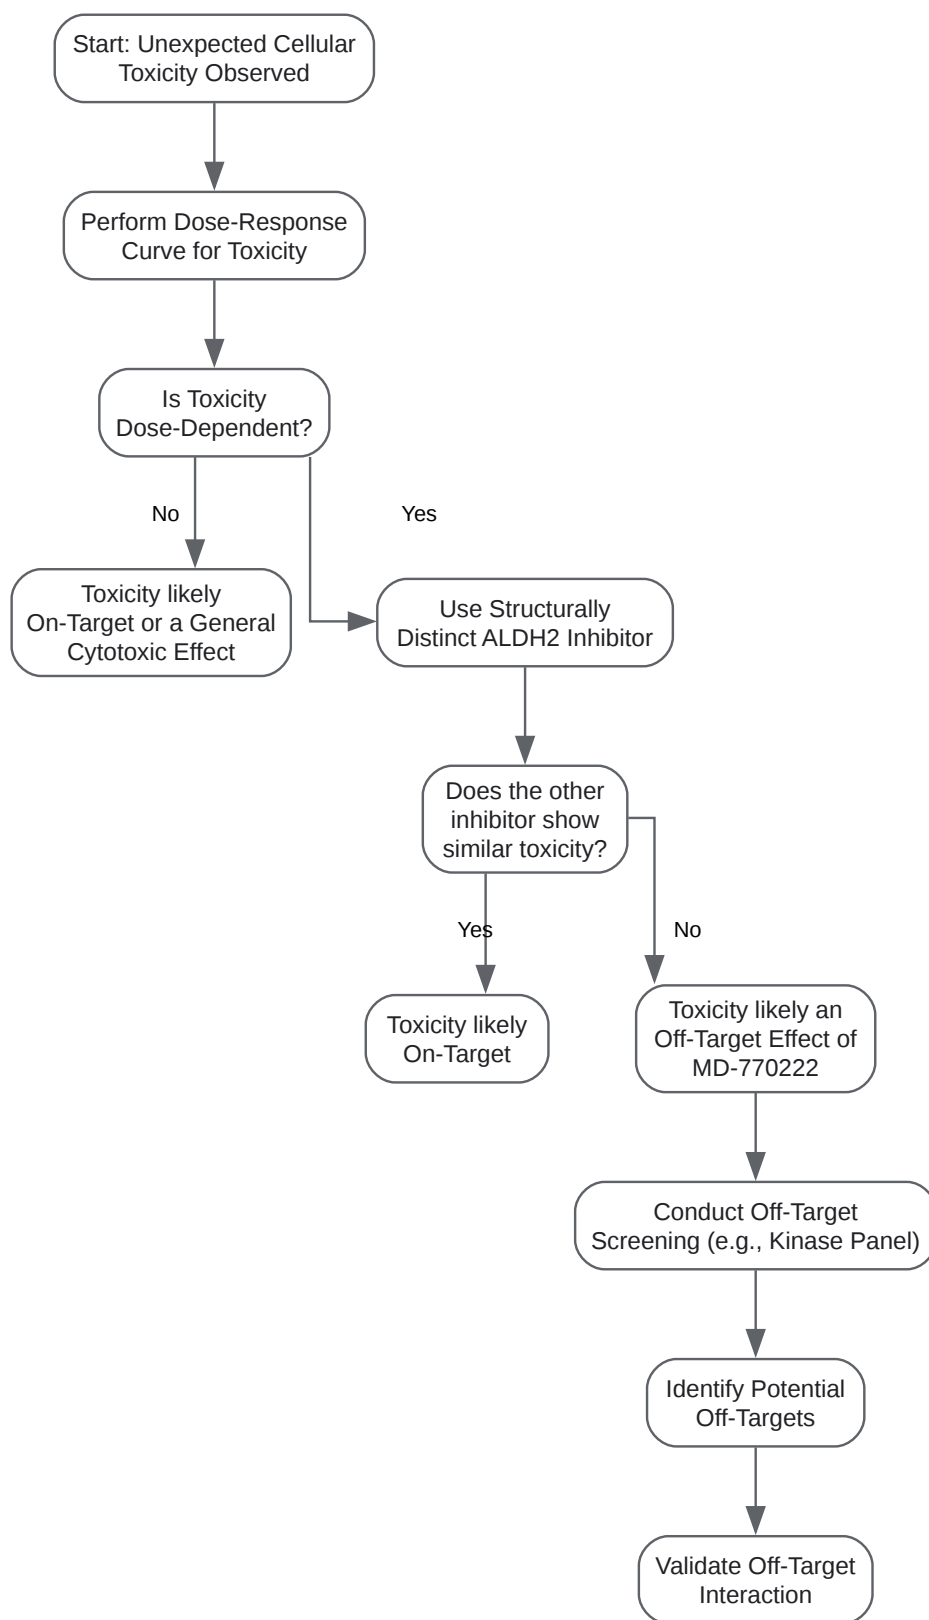 Start: Unexpected Cellular
Toxicity Observed
Perform Dose-Response
Curve for Toxicity
Is Toxicity
Dose-Dependent?
No
Yes
Toxicity likely
On-Target or a General
Cytotoxic Effect
Use Structurally
Distinct ALDH2 Inhibitor
Does the other
inhibitor show
similar toxicity?
Yes
No
Toxicity likely
On-Target
Toxicity likely an
Off-Target Effect of
MD-770222
Conduct Off-Target
Screening (e.g., Kinase Panel)
Identify Potential
Off-Targets
Validate Off-Target
Interaction